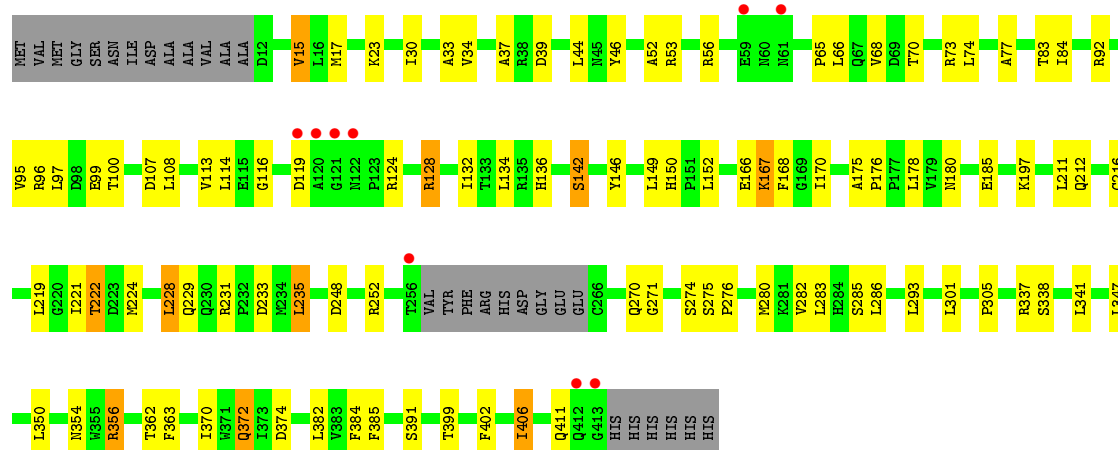 MET VAL MET GLY SER ASN ILE ASP ALA ALA VAL ALA ALA D12 V15 L16 M17 K23 I30 A33 V34 A37 R38 D39 L44 N45 Y46 A52 R53 R56 E59 N60 N61 P65 L66 Q67 V68 D69 T70 R73 L74 A77 T83 I84 R92
V95 R96 L97 D98 E99 T100 D107 L108 V113 L114 E115 G116 D119 A120 G121 N122 P123 R124 R128 I132 T133 L134 R135 H136 S142 Y146 L149 H150 P151 L152 E166 K167 F168 G169 I170 A175 P176 P177 L178 V179 N180 E185 K197 L211 Q212
L219 G220 I221 T222 D223 M224 L228 Q229 Q230 R231 P232 D233 M234 L235 D248 R252 T256 VAL TYR PHE ARG HIS ASP GLY GLU GLU C266 Q270 G271 S274 S275 P276 M280 K281 V282 L283 H284 S285 L286 L293 L301 P305 R337 S338 L341
L350 N354 W355 R356 T362 F363 I370 W371 Q372 I373 D374 L382 V383 F384 F385 S391 T399 F402 I406 Q411 Q412 G413 HIS HIS HIS HIS HIS HIS